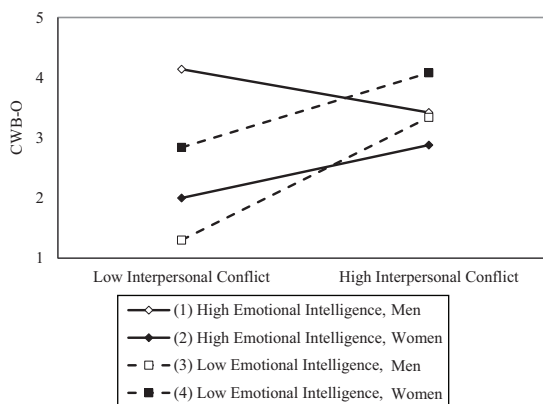 5
4
3
2
1
CWB-O
Low Interpersonal Conflict High Interpersonal Conflict
(1) High Emotional Intelligence, Men
(2) High Emotional Intelligence, Women
(3) Low Emotional Intelligence, Men
(4) Low Emotional Intelligence, Women